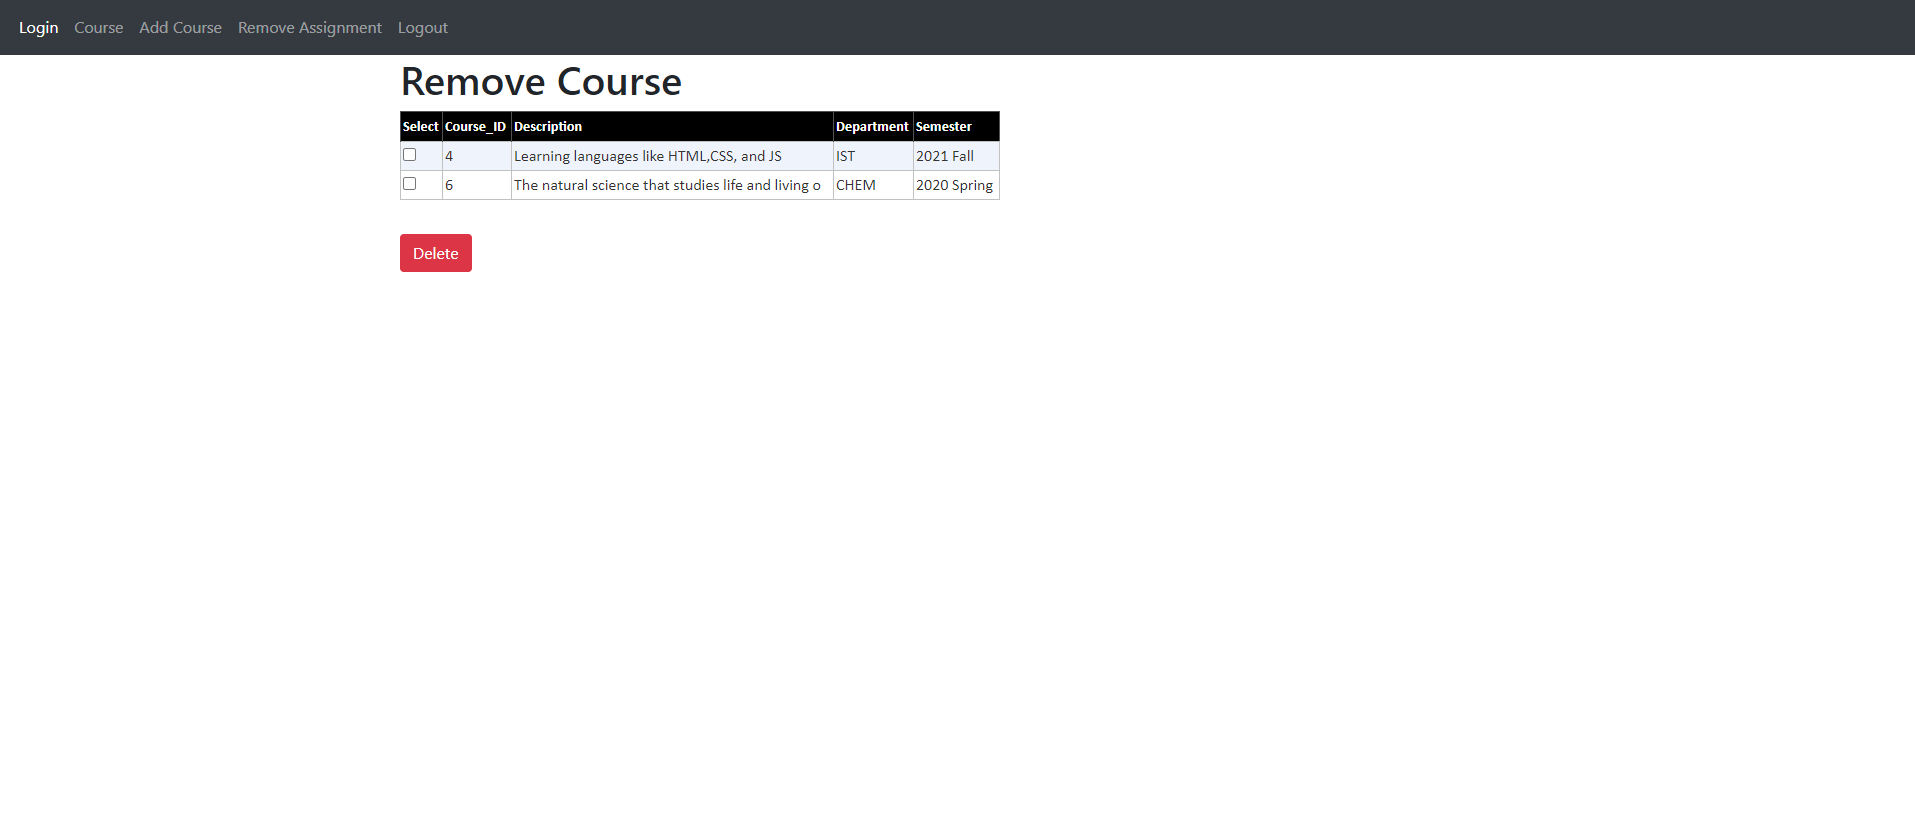 Login Course Add Course Remove Assignment Logout
Remove Course
Select Course_ID Description Department Semester
4 Learning languages like HTML,CSS, and JS IST 2021 Fall
6 The natural science that studies life and living o CHEM 2020 Spring
Delete